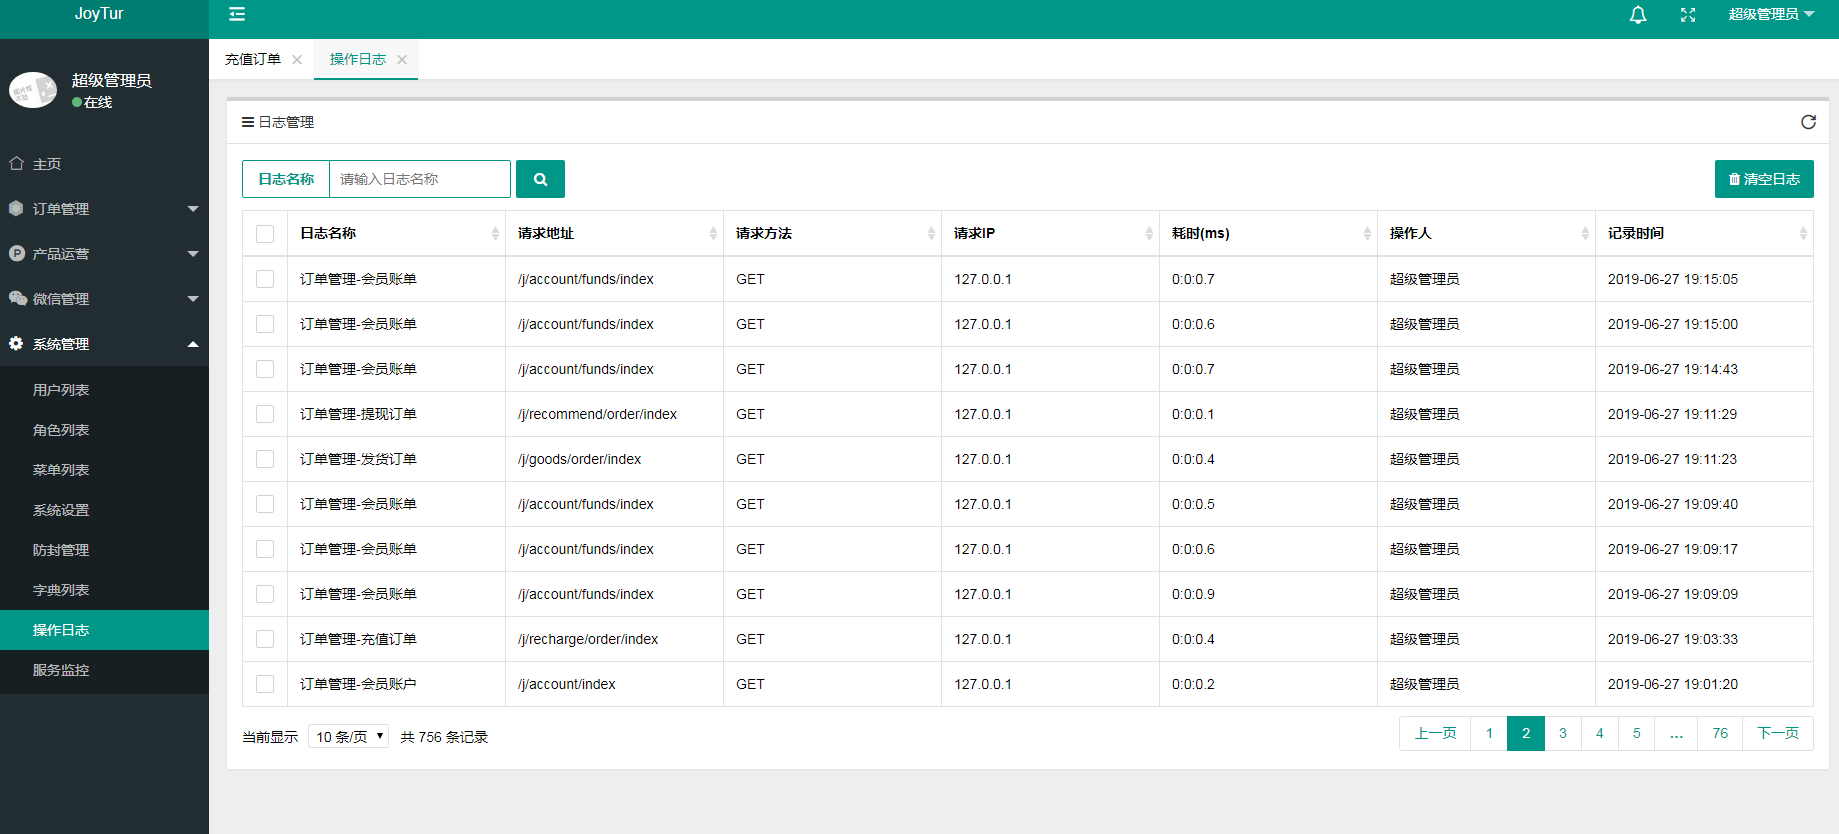 JoyTur
超级管理员
充值订单
操作日志
超级管理员
在线
日志管理
主页
订单管理
产品运营
微信管理
系统管理
用户列表
角色列表
菜单列表
系统设置
防封管理
字典列表
操作日志
服务监控
日志名称 请输入日志名称 清空日志
日志名称 请求地址 请求方法 请求IP 耗时(ms) 操作人 记录时间
订单管理-会员账单 /j/account/funds/index GET 127.0.0.1 0:0:0.7 超级管理员 2019-06-27 19:15:05
订单管理-会员账单 /j/account/funds/index GET 127.0.0.1 0:0:0.6 超级管理员 2019-06-27 19:15:00
订单管理-会员账单 /j/account/funds/index GET 127.0.0.1 0:0:0.7 超级管理员 2019-06-27 19:14:43
订单管理-提现订单 /j/recommend/order/index GET 127.0.0.1 0:0:0.1 超级管理员 2019-06-27 19:11:29
订单管理-发货订单 /j/goods/order/index GET 127.0.0.1 0:0:0.4 超级管理员 2019-06-27 19:11:23
订单管理-会员账单 /j/account/funds/index GET 127.0.0.1 0:0:0.5 超级管理员 2019-06-27 19:09:40
订单管理-会员账单 /j/account/funds/index GET 127.0.0.1 0:0:0.6 超级管理员 2019-06-27 19:09:17
订单管理-会员账单 /j/account/funds/index GET 127.0.0.1 0:0:0.9 超级管理员 2019-06-27 19:09:09
订单管理-充值订单 /j/recharge/order/index GET 127.0.0.1 0:0:0.4 超级管理员 2019-06-27 19:03:33
订单管理-会员账户 /j/account/index GET 127.0.0.1 0:0:0.2 超级管理员 2019-06-27 19:01:20
当前显示 10 条/页 共 756 条记录
上一页 1 2 3 4 5 … 76 下一页